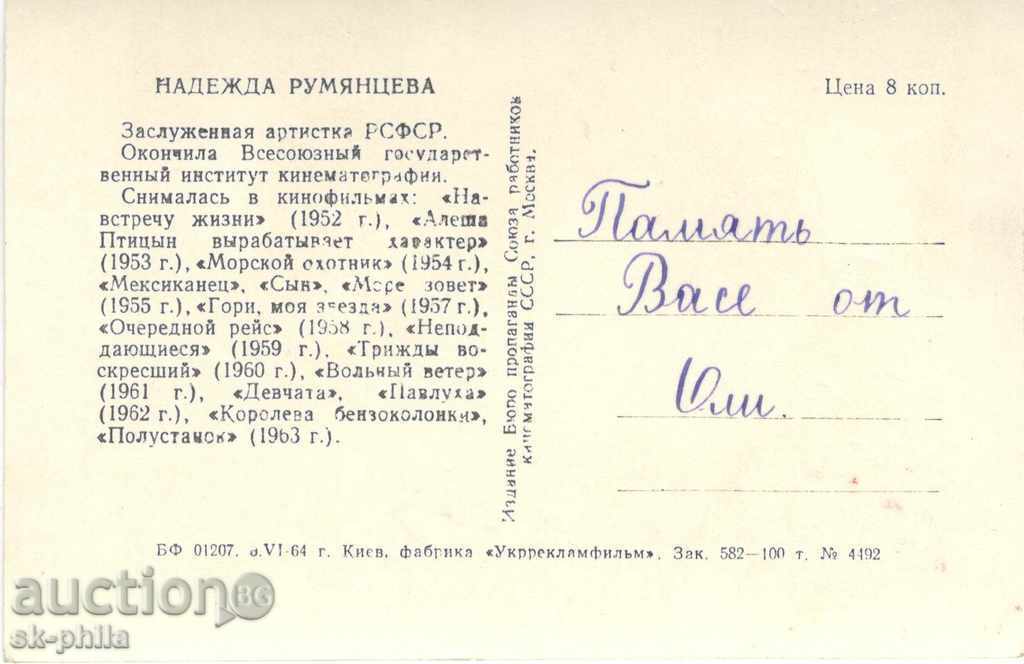 НАДЕЖДА РУМЯНЦЕВА
Заслуженная артистка РСФСР.
Окончила Всесоюзный государст-
венный институт кинематографии.
Снималась в кинофильмах: «На-
встречу жизни» (1952 г.), «Алеша
Птицын вырабатывает характер»
(1953 г.), «Морской охотник» (1954 г.),
«Мексиканец», «Сын», «Море зовет»
(1955 г.), «Гори, моя звезда» (1957 г.),
«Очередной рейс» (1958 г.), «Непод-
дающиеся» (1959 г.), «Трижды во-
скресший» (1960 г.), «Вольный ветер»
(1961 г.), «Девчата», «Павлуха»
(1962 г.), «Королева бензоколонки»,
«Полустанок» (1963 г.).
Издание Бюро пропаганды Союза работников
кинематографии СССР, г. Москва.
Цена 8 коп.
Память
Васе от
Оли.
БФ 01207. VI-64 г. Киев, фабрика «Укррекламфильм». Зак. 582—100 т. № 4492
auction BG
sk-phila